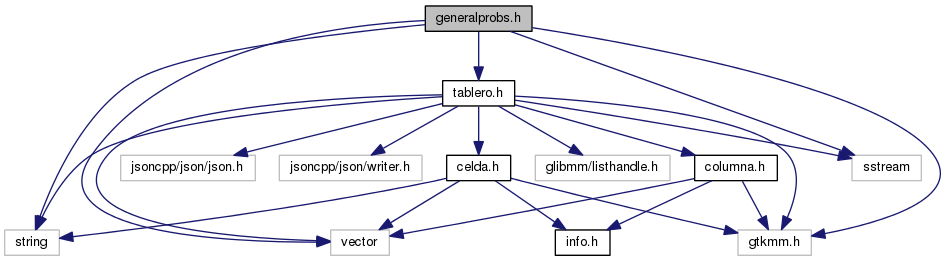 generalprobs.h
tablero.h
jsoncpp/json/json.h
jsoncpp/json/writer.h
celda.h
glibmm/listhandle.h
columna.h
sstream
string
vector
info.h
gtkmm.h